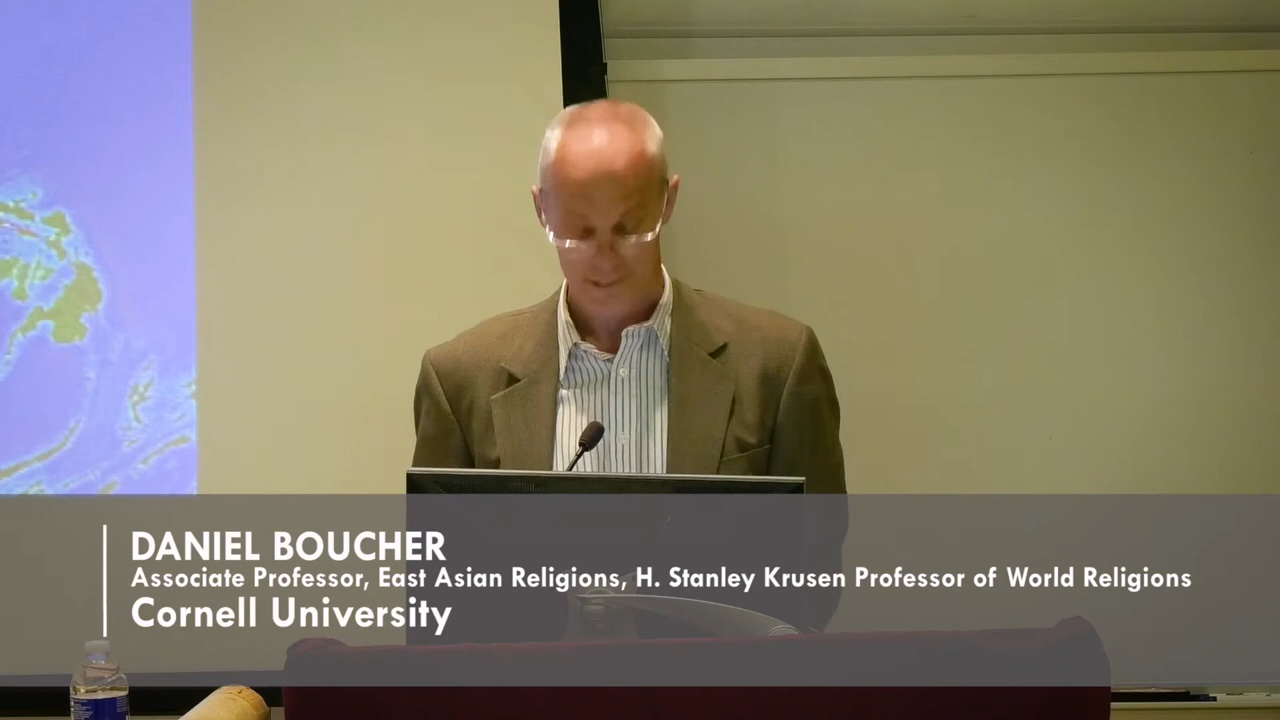 DANIEL BOUCHER
Associate Professor, East Asian Religions, H. Stanley Krusen Professor of World Religions
Cornell University